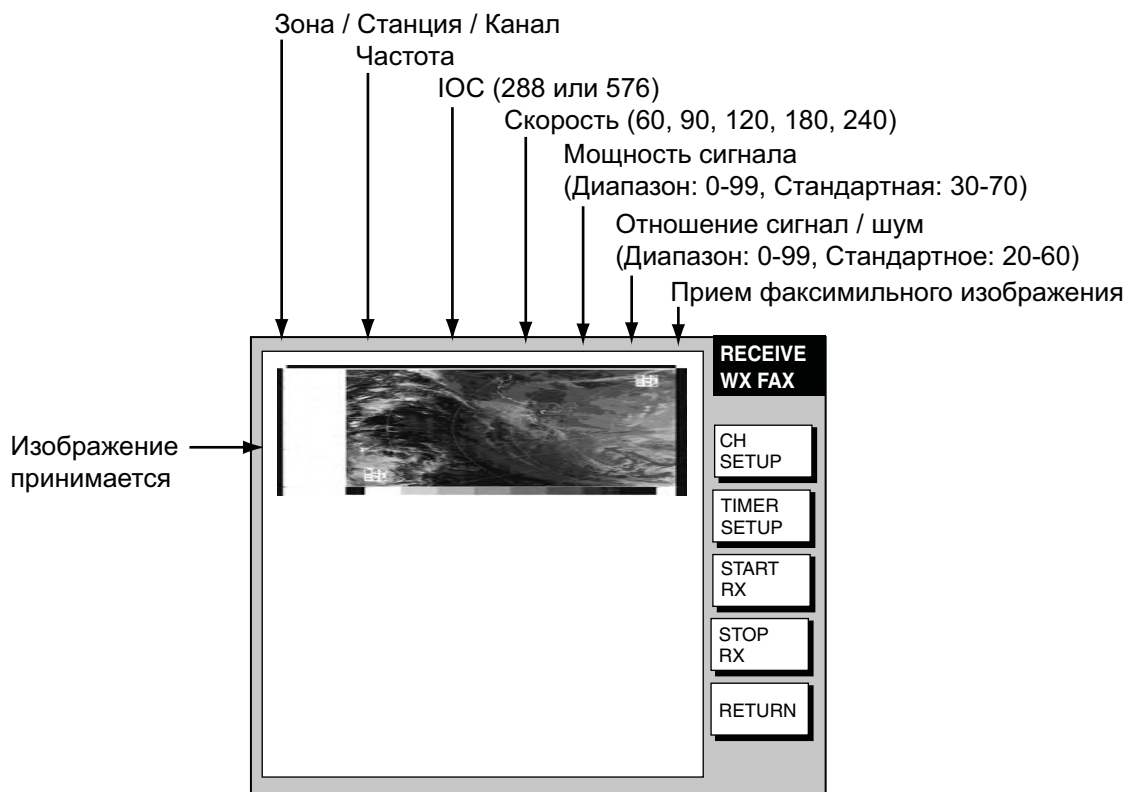 Зона / Станция / Канал
Частота
IOC (288 или 576)
Скорость (60, 90, 120, 180, 240)
Мощность сигнала
(Диапазон: 0-99, Стандартная: 30-70)
Отношение сигнал / шум
(Диапазон: 0-99, Стандартное: 20-60)
Прием факсимильного изображения
RECEIVE
WX FAX
Изображение
принимается
CH
SETUP
TIMER
SETUP
START
RX
STOP
RX
RETURN